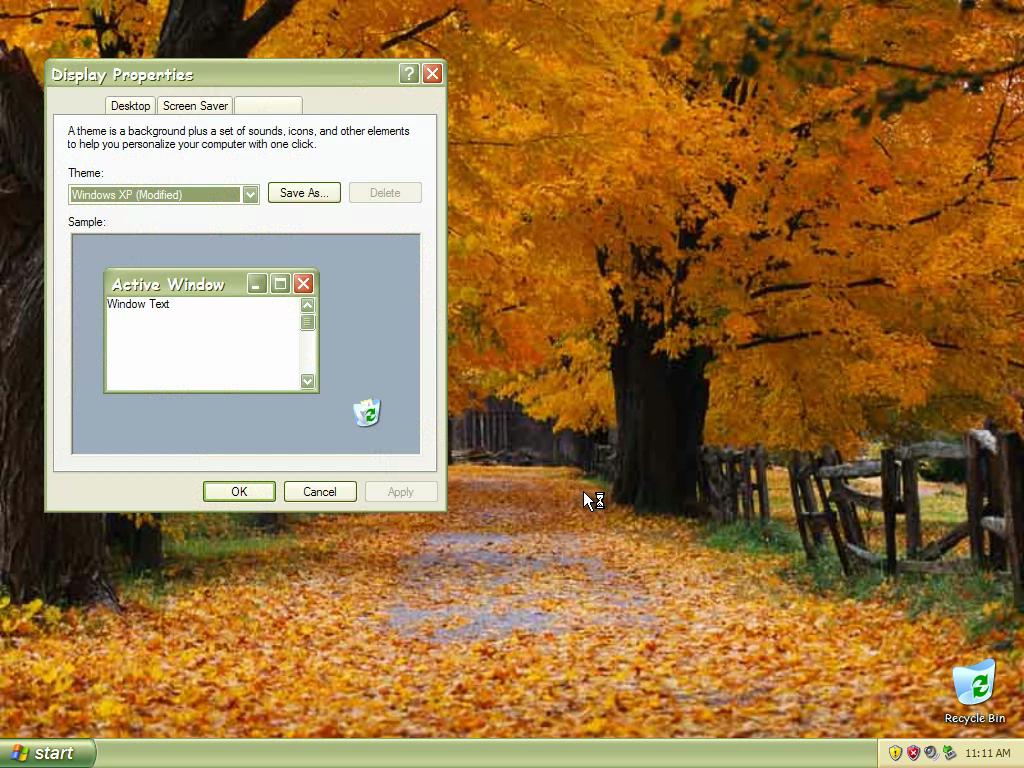 Display Properties
Desktop
Screen Saver
A theme is a background plus a set of sounds, icons, and other elements
to help you personalize your computer with one click.
Theme:
Windows XP (Modified)
Save As...
Delete
Sample:
Active Window
Window Text
OK
Cancel
Apply
Recycle Bin
start
11:11 AM